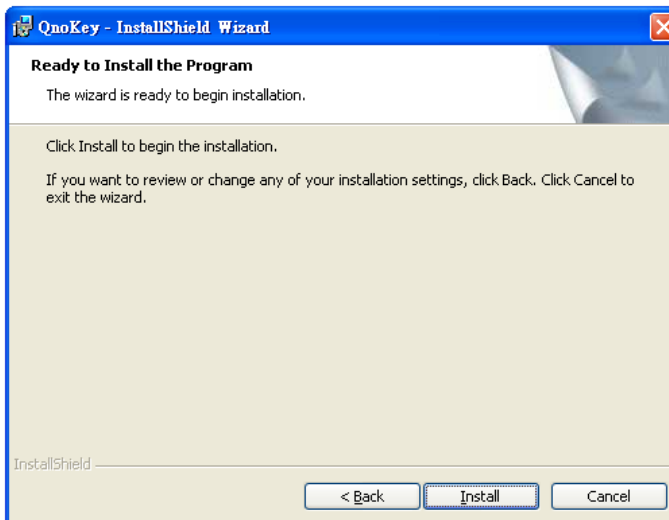 QnoKey - InstallShield Wizard
Ready to Install the Program
The wizard is ready to begin installation.
Click Install to begin the installation.
If you want to review or change any of your installation settings, click Back. Click Cancel to
exit the wizard.
InstallShield
< Back
Install
Cancel